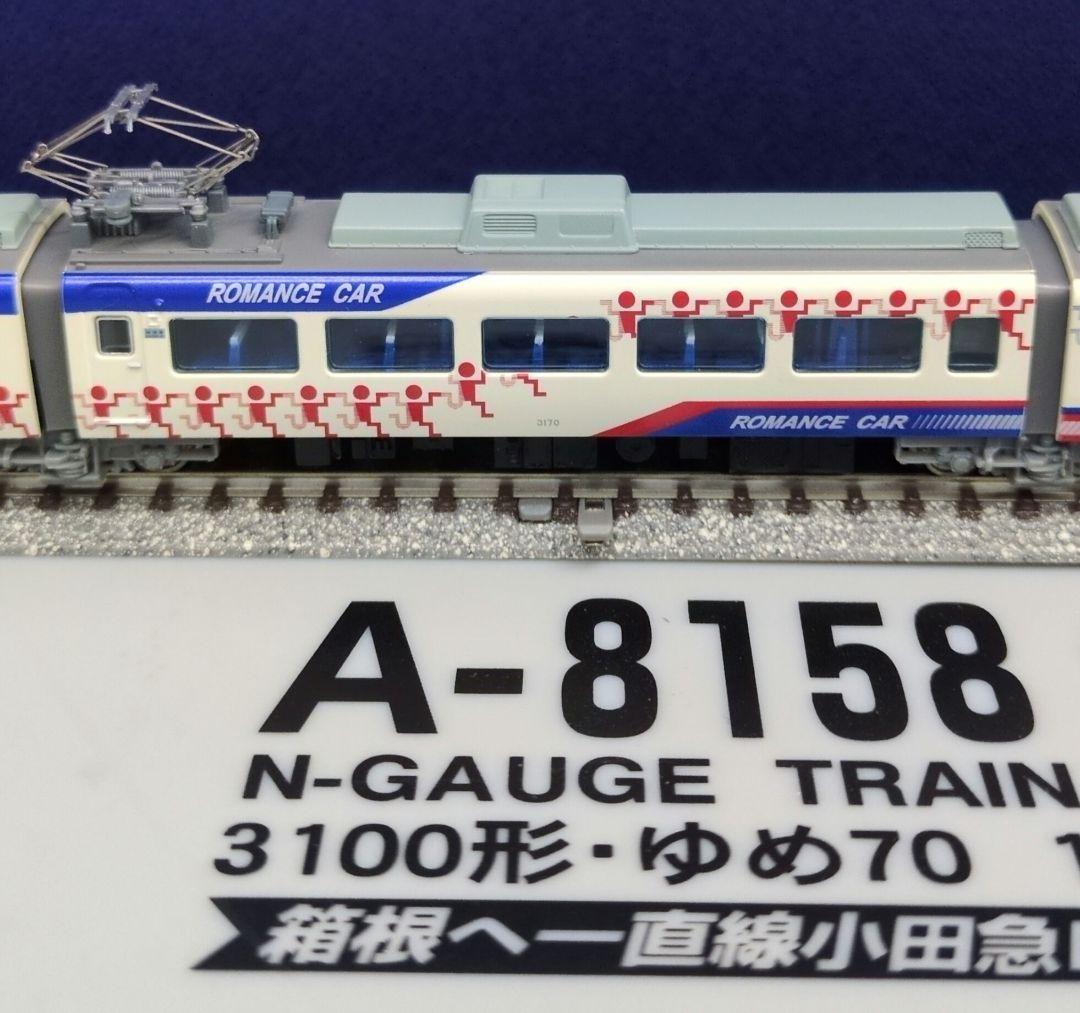 ROMANCE CAR
3170
ROMANCE CAR
A-8158
N-GAUGE TRAIN
3100形・ゆめ70 1
箱根へ一直線小田急